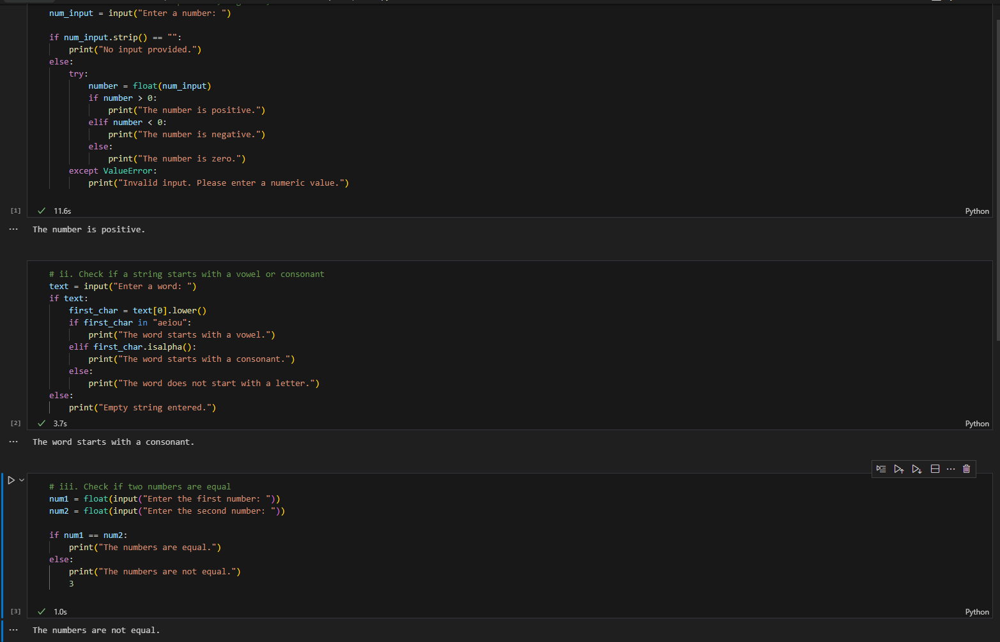 num_input = input("Enter a number: ")

if num_input.strip() == "":
    print("No input provided.")
else:
    try:
        number = float(num_input)
        if number > 0:
            print("The number is positive.")
        elif number < 0:
            print("The number is negative.")
        else:
            print("The number is zero.")
    except ValueError:
        print("Invalid input. Please enter a numeric value.")

[1] 11.6s Python
... The number is positive.

# ii. Check if a string starts with a vowel or consonant
text = input("Enter a word: ")
if text:
    first_char = text[0].lower()
    if first_char in "aeiou":
        print("The word starts with a vowel.")
    elif first_char.isalpha():
        print("The word starts with a consonant.")
    else:
        print("The word does not start with a letter.")
else:
    print("Empty string entered.")
[2] 3.7s Python
... The word starts with a consonant.

# iii. Check if two numbers are equal
num1 = float(input("Enter the first number: "))
num2 = float(input("Enter the second number: "))

if num1 == num2:
    print("The numbers are equal.")
else:
    print("The numbers are not equal.")
    3

[3] 1.0s Python
... The numbers are not equal.